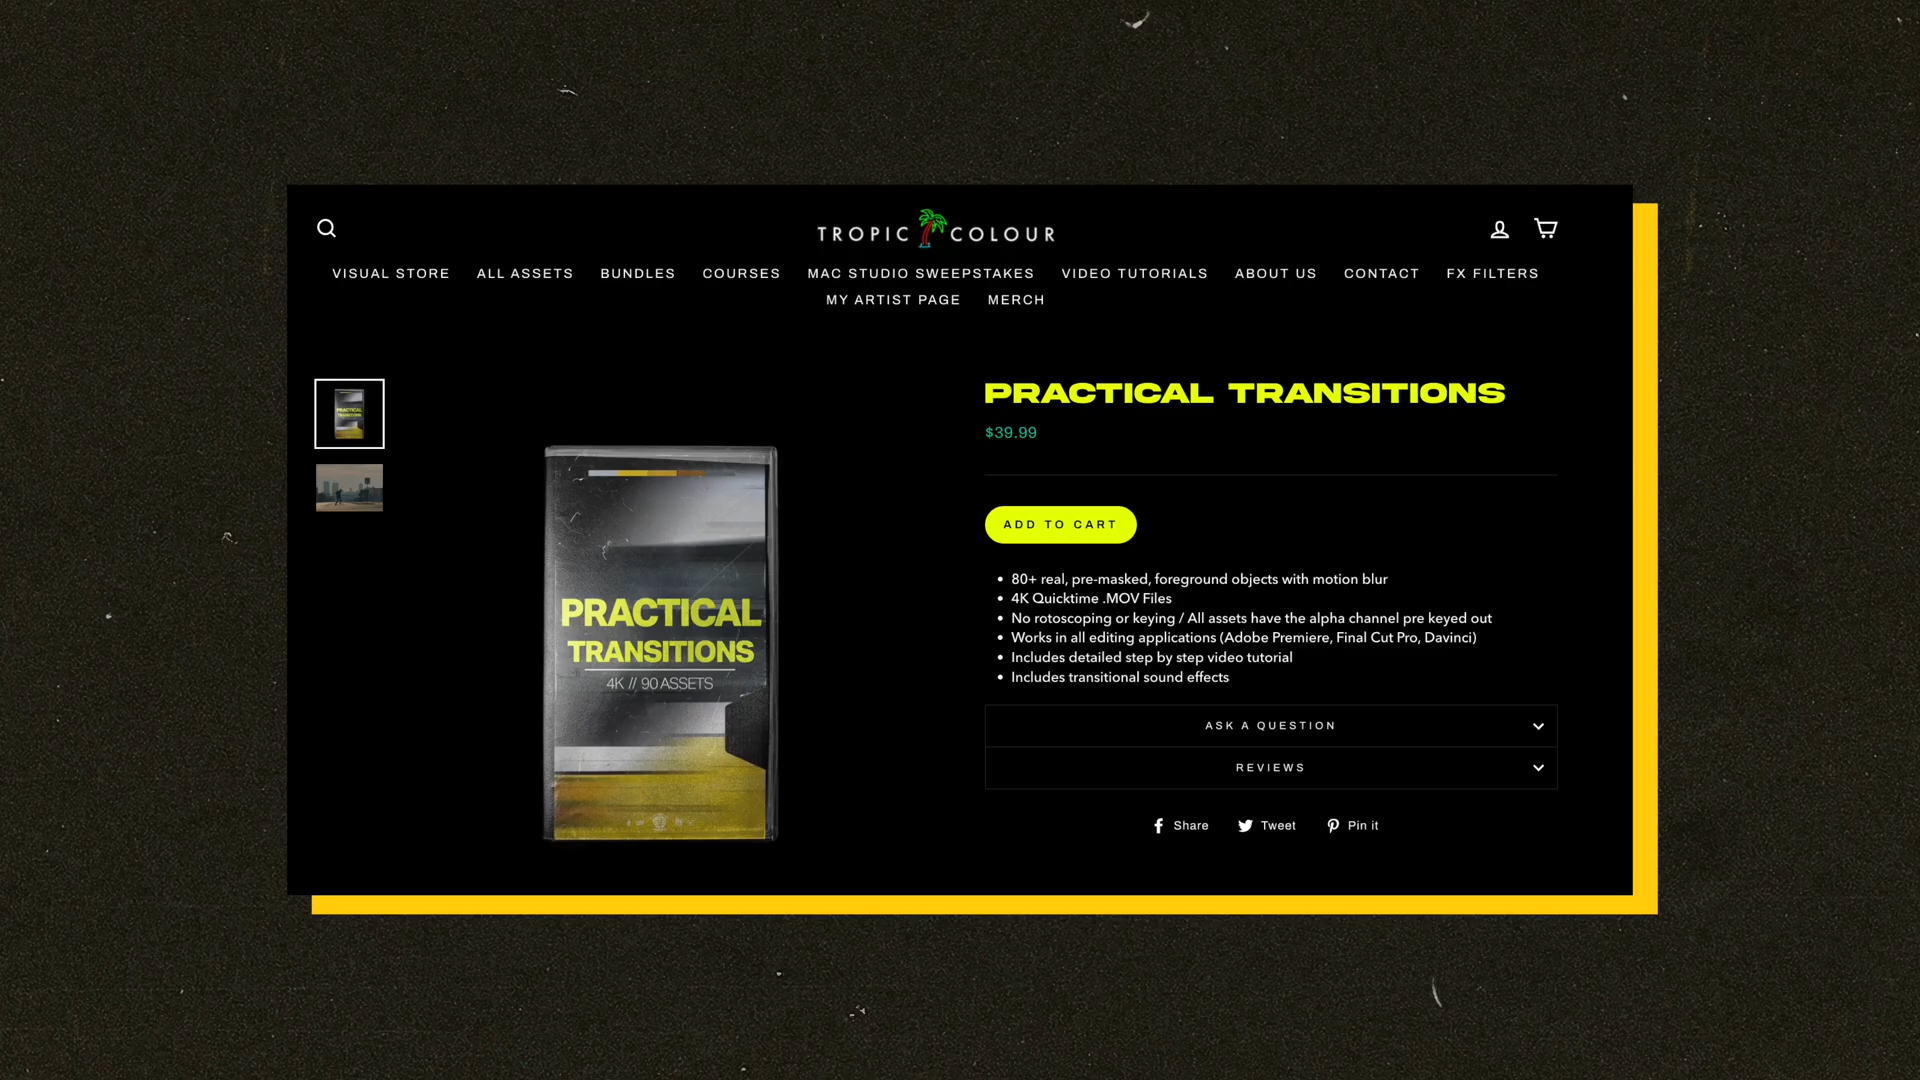 TROPIC COLOUR
VISUAL STORE ALL ASSETS BUNDLES COURSES MAC STUDIO SWEEPSTAKES VIDEO TUTORIALS ABOUT US CONTACT FX FILTERS
MY ARTIST PAGE MERCH
PRACTICAL
TRANSITIONS
PRACTICAL TRANSITIONS
$39.99
ADD TO CART
80+ real, pre-masked, foreground objects with motion blur
4K Quicktime .MOV Files
No rotoscoping or keying / All assets have the alpha channel pre keyed out
Works in all editing applications (Adobe Premiere, Final Cut Pro, Davinci)
Includes detailed step by step video tutorial
Includes transitional sound effects
PRACTICAL
TRANSITIONS
4K // 90 ASSETS
ASK A QUESTION
REVIEWS
Share Tweet Pin it